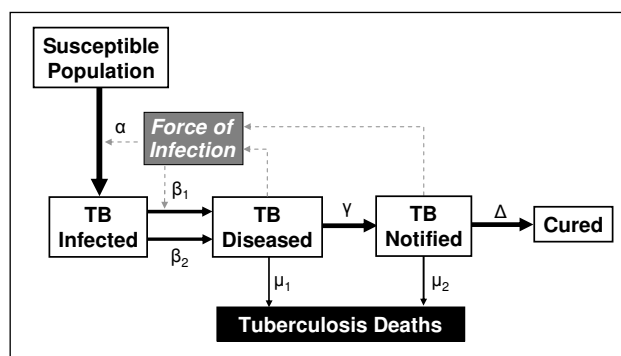 Susceptible
Population
α
Force of
Infection
β1
TB
Infected
TB
Diseased
γ
TB
Notified
Δ
Cured
β2
μ1
μ2
Tuberculosis Deaths